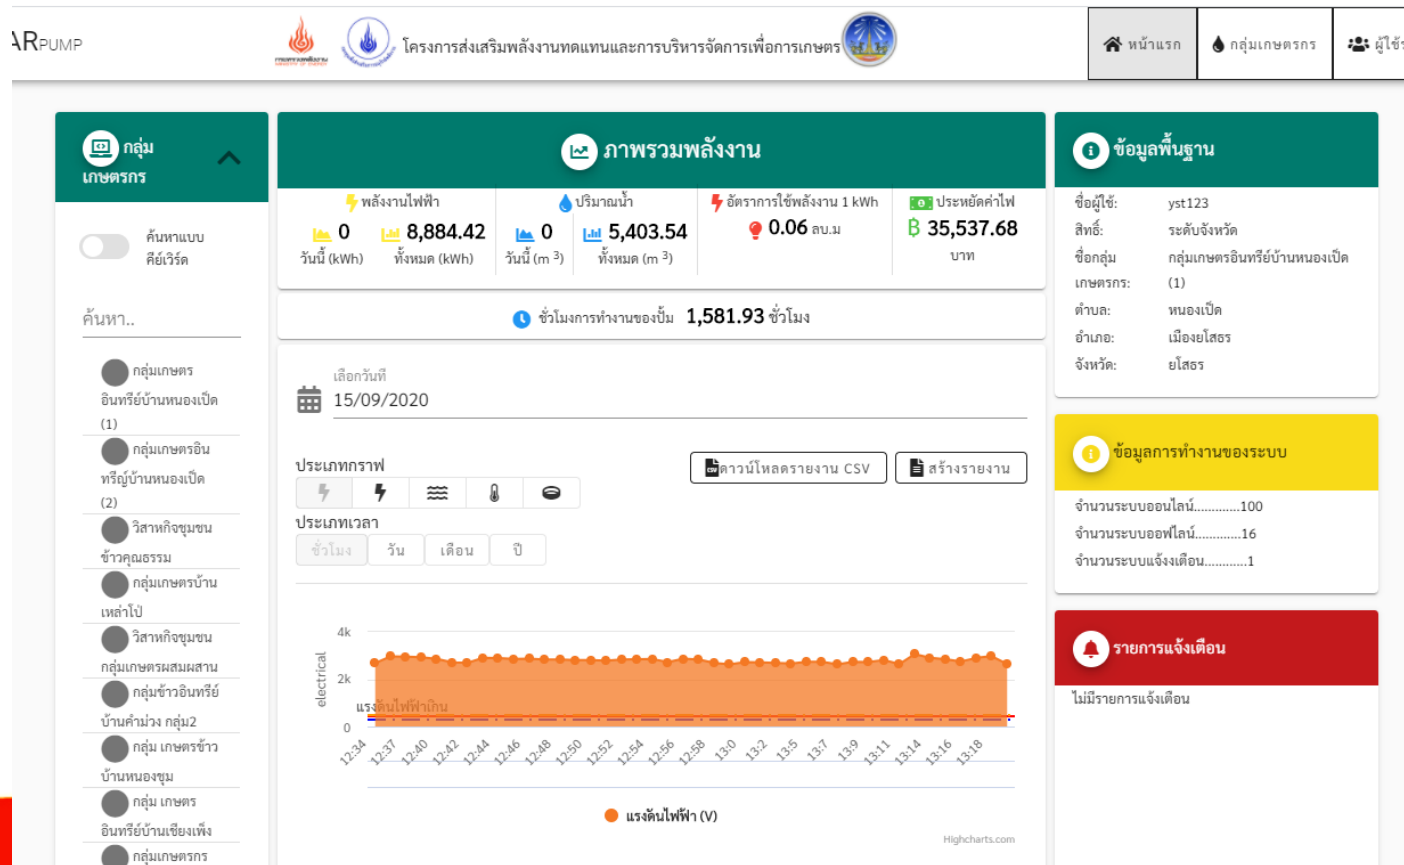 ARPUMP
กระทรวงพลังงาน
MINISTRY OF ENERGY
โครงการส่งเสริมพลังงานทดแทนและการบริหารจัดการเพื่อการเกษตร
หน้าแรก
กลุ่มเกษตรกร
ผู้ใช้ร
กลุ่ม
เกษตรกร
ค้นหาแบบ
คีย์เวิร์ด
ค้นหา..
กลุ่มเกษตร
อินทรีย์บ้านหนองเป็ด
(1)
กลุ่มเกษตรอิน
ทรีญ์บ้านหนองเป็ด
(2)
วิสาหกิจชุมชน
ข้าวคุณธรรม
กลุ่มเกษตรบ้าน
เหล่าโป่
วิสาหกิจชุมชน
กลุ่มเกษตรผสมผสาน
กลุ่มข้าวอินทรีย์
บ้านคำม่วง กลุ่ม2
กลุ่ม เกษตรข้าว
บ้านหนองชุม
กลุ่ม เกษตร
อินทรีย์บ้านเชียงเพ็ง
กลุ่มเกษตรกร
ภาพรวมพลังงาน
พลังงานไฟฟ้า
0 8,884.42
วันนี้ (kWh) ทั้งหมด (kWh)
ปริมาณน้ำ
0 5,403.54
วันนี้ (m 3) ทั้งหมด (m 3)
อัตราการใช้พลังงาน 1 kWh
0.06 ลบ.ม
ประหยัดค่าไฟ
฿ 35,537.68
บาท
ชั่วโมงการทำงานของปั้ม 1,581.93 ชั่วโมง
เลือกวันที่
15/09/2020
ประเภทกราฟ
CSV ดาวน์โหลดรายงาน CSV
สร้างรายงาน
ประเภทเวลา
ชั่วโมง วัน เดือน ปี
electrical
4k
2k
0
แรงดันไฟฟ้าเกิน
12:34 12:37 12:40 12:42 12:44 12:46 12:48 12:50 12:52 12:54 12:56 12:58 13:0 13:2 13:5 13:7 13:9 13:11 13:14 13:16 13:18
แรงดันไฟฟ้า (V)
Highcharts.com
ข้อมูลพื้นฐาน
ชื่อผู้ใช้: yst123
สิทธิ์: ระดับจังหวัด
ชื่อกลุ่ม กลุ่มเกษตรอินทรีย์บ้านหนองเป็ด
เกษตรกร: (1)
ตำบล: หนองเป็ด
อำเภอ: เมืองยโสธร
จังหวัด: ยโสธร
ข้อมูลการทำงานของระบบ
จำนวนระบบออนไลน์.............100
จำนวนระบบออฟไลน์.............16
จำนวนระบบแจ้งงเตือน............1
รายการแจ้งเตือน
ไม่มีรายการแจ้งเตือน